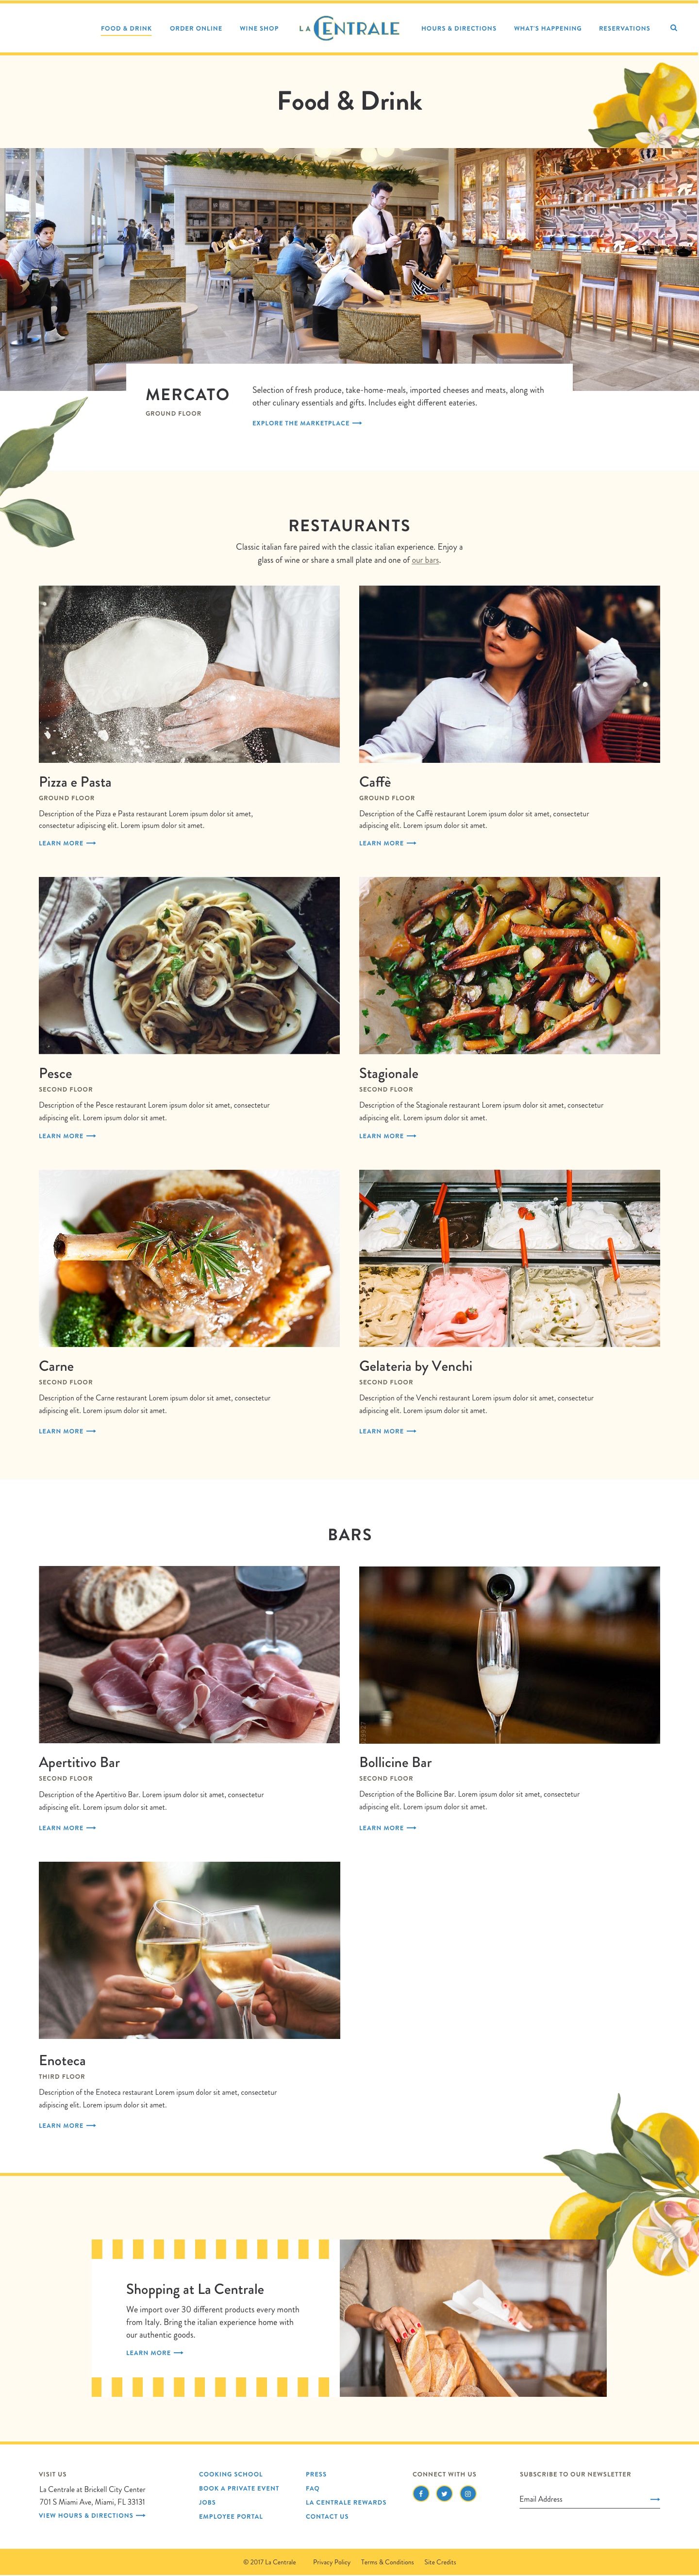 FOOD & DRINK ORDER ONLINE WINE SHOP LA CENTRALE HOURS & DIRECTIONS WHAT'S HAPPENING RESERVATIONS
Food & Drink
MERCATO
GROUND FLOOR
Selection of fresh produce, take-home-meals, imported cheeses and meats, along with
other culinary essentials and gifts. Includes eight different eateries.
EXPLORE THE MARKETPLACE
RESTAURANTS
Classic italian fare paired with the classic italian experience. Enjoy a
glass of wine or share a small plate and one of our bars.
Pizza e Pasta
GROUND FLOOR
Description of the Pizza e Pasta restaurant Lorem ipsum dolor sit amet,
consectetur adipiscing elit. Lorem ipsum dolor sit amet.
LEARN MORE
Caffè
GROUND FLOOR
Description of the Caffé restaurant Lorem ipsum dolor sit amet, consectetur
adipiscing elit. Lorem ipsum dolor sit amet.
LEARN MORE
Pesce
SECOND FLOOR
Description of the Pesce restaurant Lorem ipsum dolor sit amet, consectetur
adipiscing elit. Lorem ipsum dolor sit amet.
LEARN MORE
Stagionale
SECOND FLOOR
Description of the Stagionale restaurant Lorem ipsum dolor sit amet, consectetur
adipiscing elit. Lorem ipsum dolor sit amet.
LEARN MORE
Carne
SECOND FLOOR
Description of the Carne restaurant Lorem ipsum dolor sit amet, consectetur
adipiscing elit. Lorem ipsum dolor sit amet.
LEARN MORE
Gelateria by Venchi
SECOND FLOOR
Description of the Venchi restaurant Lorem ipsum dolor sit amet, consectetur
adipiscing elit. Lorem ipsum dolor sit amet.
LEARN MORE
BARS
Apertitivo Bar
SECOND FLOOR
Description of the Apertitivo Bar. Lorem ipsum dolor sit amet, consectetur
adipiscing elit. Lorem ipsum dolor sit amet.
LEARN MORE
Bollicine Bar
SECOND FLOOR
Description of the Bollicine Bar. Lorem ipsum dolor sit amet, consectetur
adipiscing elit. Lorem ipsum dolor sit amet.
LEARN MORE
Enoteca
THIRD FLOOR
Description of the Enoteca restaurant Lorem ipsum dolor sit amet, consectetur
adipiscing elit. Lorem ipsum dolor sit amet.
LEARN MORE
Shopping at La Centrale
We import over 30 different products every month
from Italy. Bring the italian experience home with
our authentic goods.
LEARN MORE
VISIT US
La Centrale at Brickell City Center
701 S Miami Ave, Miami, FL 33131
VIEW HOURS & DIRECTIONS
COOKING SCHOOL
BOOK A PRIVATE EVENT
JOBS
EMPLOYEE PORTAL
PRESS
FAQ
LA CENTRALE REWARDS
CONTACT US
CONNECT WITH US
SUBSCRIBE TO OUR NEWSLETTER
Email Address
© 2017 La Centrale Privacy Policy Terms & Conditions Site Credits